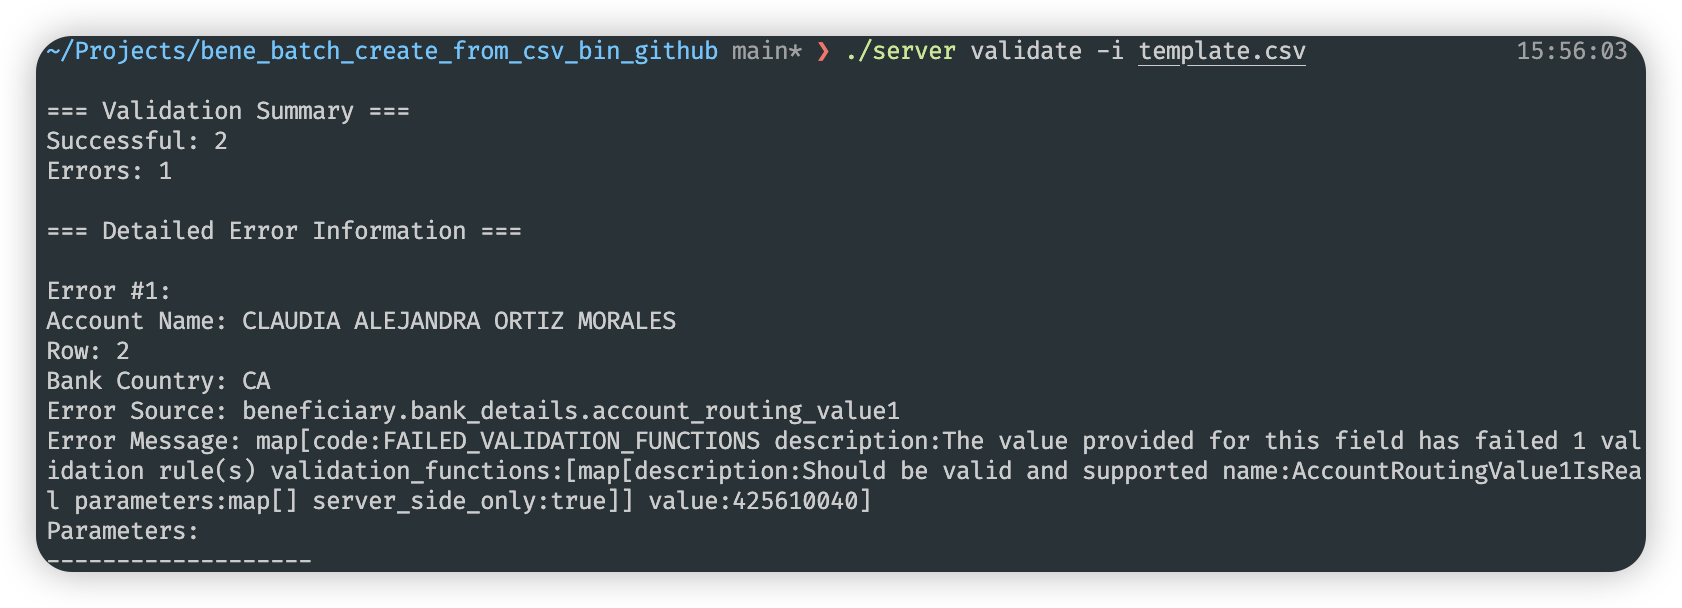 ~/Projects/bene_batch_create_from_csv_bin_github main* ❯ ./server validate -i template.csv 15:56:03
=== Validation Summary ===
Successful: 2
Errors: 1
=== Detailed Error Information ===
Error #1:
Account Name: CLAUDIA ALEJANDRA ORTIZ MORALES
Row: 2
Bank Country: CA
Error Source: beneficiary.bank_details.account_routing_value1
Error Message: map[code:FAILED_VALIDATION_FUNCTIONS description:The value provided for this field has failed 1 val
idation rule(s) validation_functions:[map[description:Should be valid and supported name:AccountRoutingValue1IsRea
l parameters:map[] server_side_only:true]] value:425610040]
Parameters:
-------------------